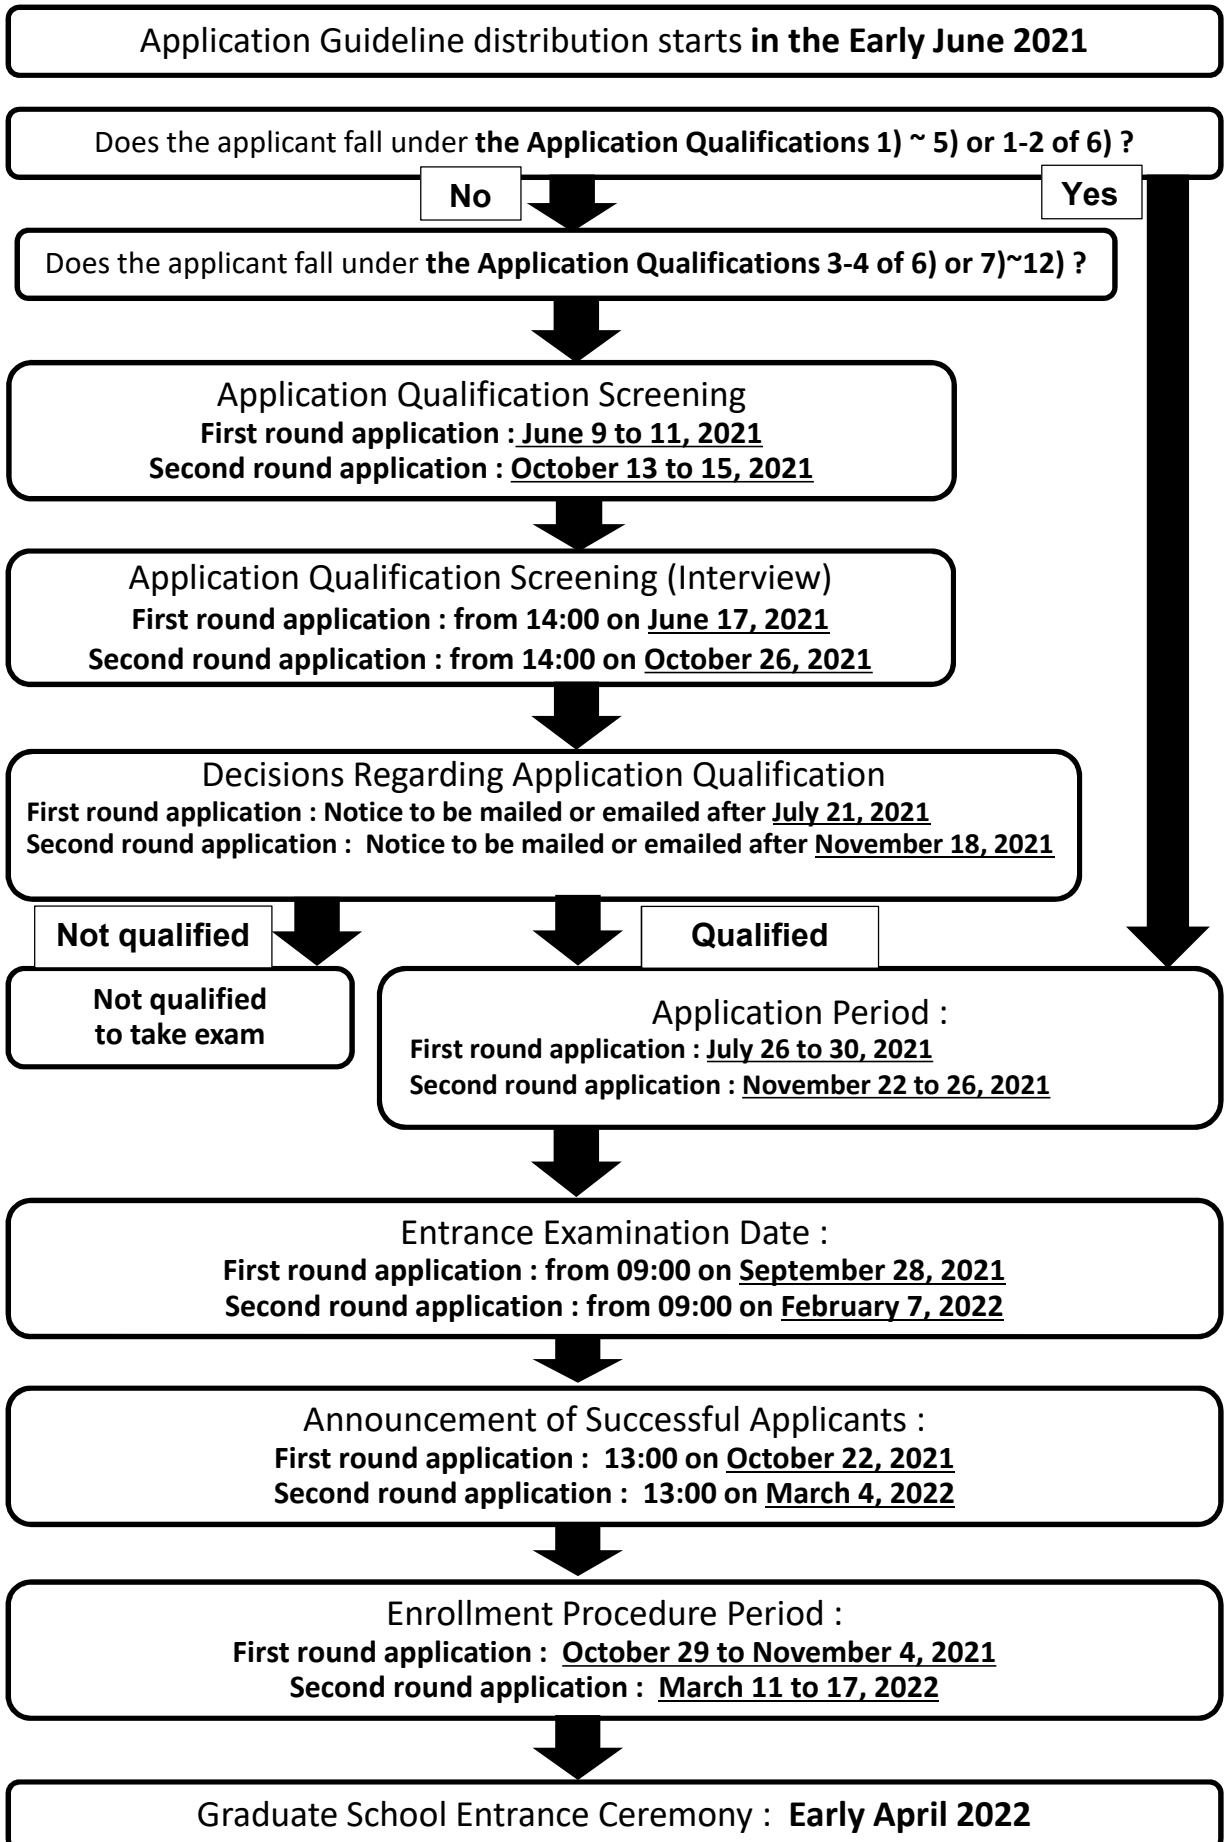 Application Guideline distribution starts in the Early June 2021
Does the applicant fall under the Application Qualifications 1) ~ 5) or 1-2 of 6) ?
No
Yes
Does the applicant fall under the Application Qualifications 3-4 of 6) or 7)~12) ?
Application Qualification Screening
First round application : June 9 to 11, 2021
Second round application : October 13 to 15, 2021
Application Qualification Screening (Interview)
First round application : from 14:00 on June 17, 2021
Second round application : from 14:00 on October 26, 2021
Decisions Regarding Application Qualification
First round application : Notice to be mailed or emailed after July 21, 2021
Second round application : Notice to be mailed or emailed after November 18, 2021
Not qualified
Qualified
Not qualified
to take exam
Application Period :
First round application : July 26 to 30, 2021
Second round application : November 22 to 26, 2021
Entrance Examination Date :
First round application : from 09:00 on September 28, 2021
Second round application : from 09:00 on February 7, 2022
Announcement of Successful Applicants :
First round application : 13:00 on October 22, 2021
Second round application : 13:00 on March 4, 2022
Enrollment Procedure Period :
First round application : October 29 to November 4, 2021
Second round application : March 11 to 17, 2022
Graduate School Entrance Ceremony : Early April 2022